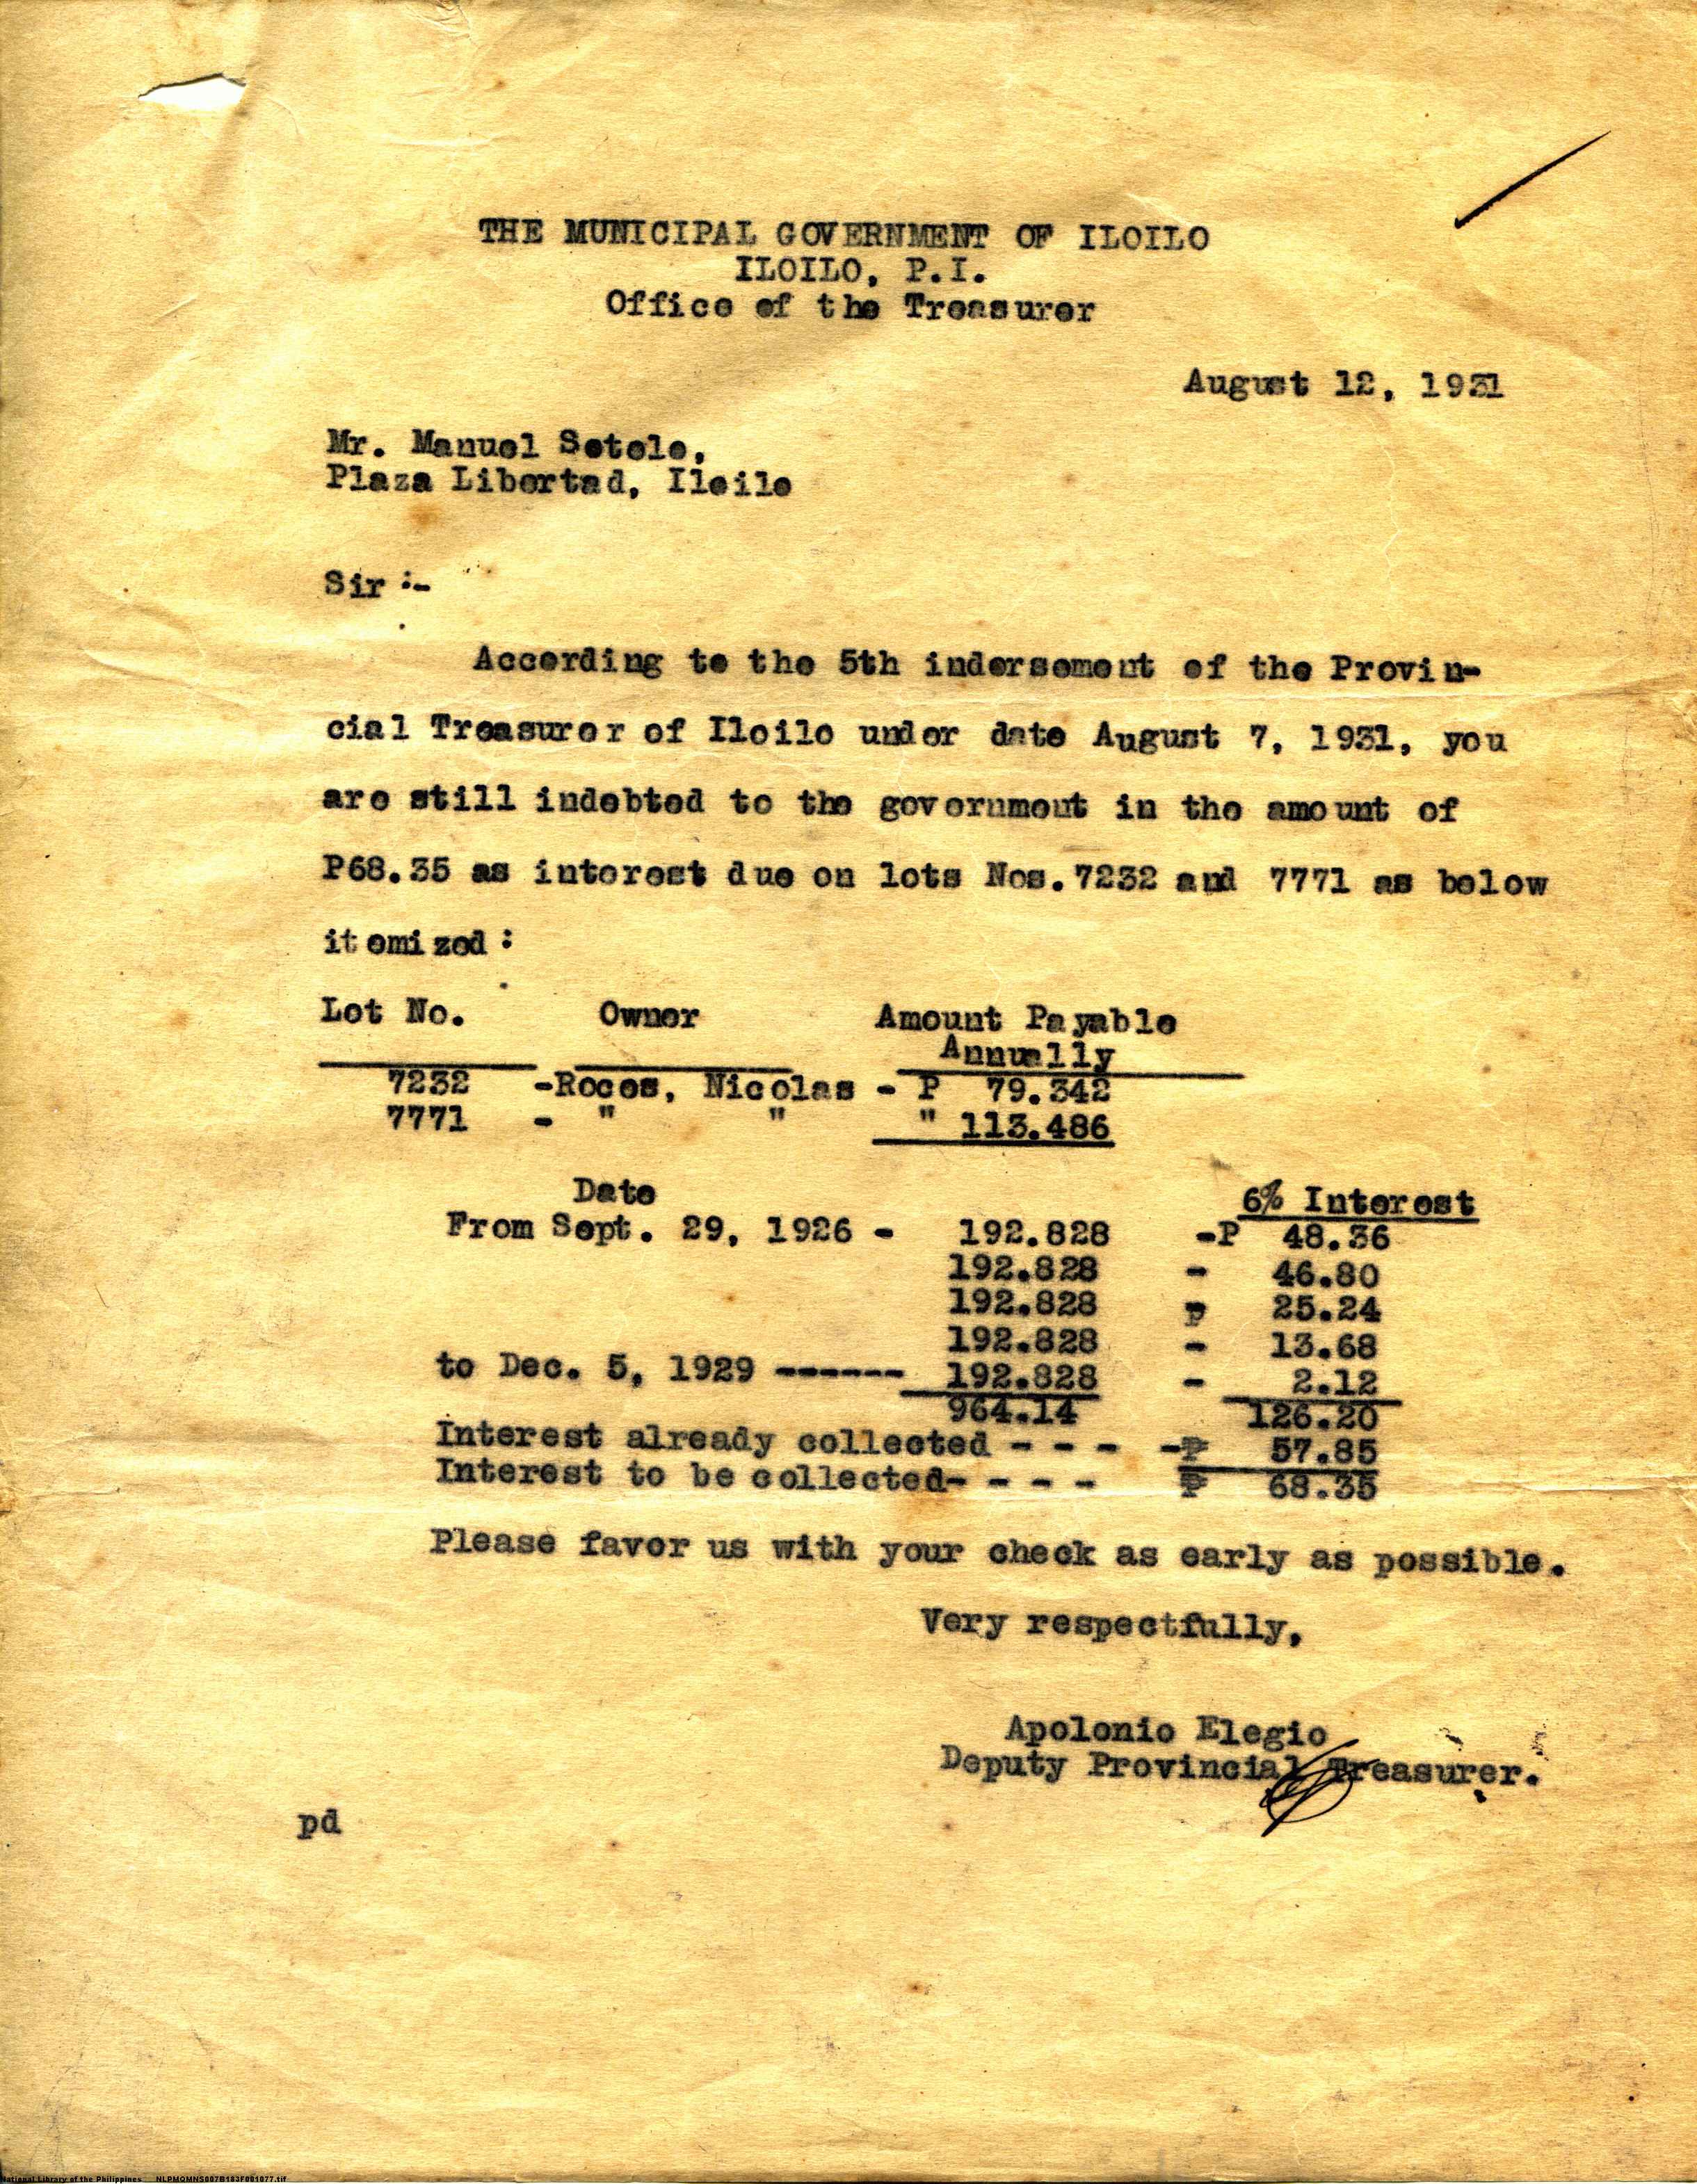 THE MUNICIPAL GOVERNMENT OF ILOILO
ILOILO, P.I.
Office of the Treasurer
August 12, 1931
Mr. Manuel Sotelo,
Plaza Libertad, Iloilo
Sir :-
According to the 5th indorsement of the Provin-
cial Treasurer of Iloilo under date August 7, 1931, you
are still indebted to the government in the amount of
P68.35 as interest due on lots Nos. 7232 and 7771 as below
itemized :
Lot No. Owner Amount Payable
Annually
7232 -Roces, Nicolas - P 79.342
7771 - " " " 113.486
Date 6% Interest
From Sept. 29, 1926 - 192.828 -P 48.36
192.828 - 46.80
192.828 P 25.24
192.828 - 13.68
to Dec. 5, 1929 ------ 192.828 - 2.12
964.14 126.20
Interest already collected - - - -P 57.85
Interest to be collected- - - - P 68.35
Please favor us with your check as early as possible.
Very respectfully,
Apolonio Elegio
Deputy Provincial Treasurer.
pd
National Library of the Philippines NLPMQMNS007B183F001077.tif